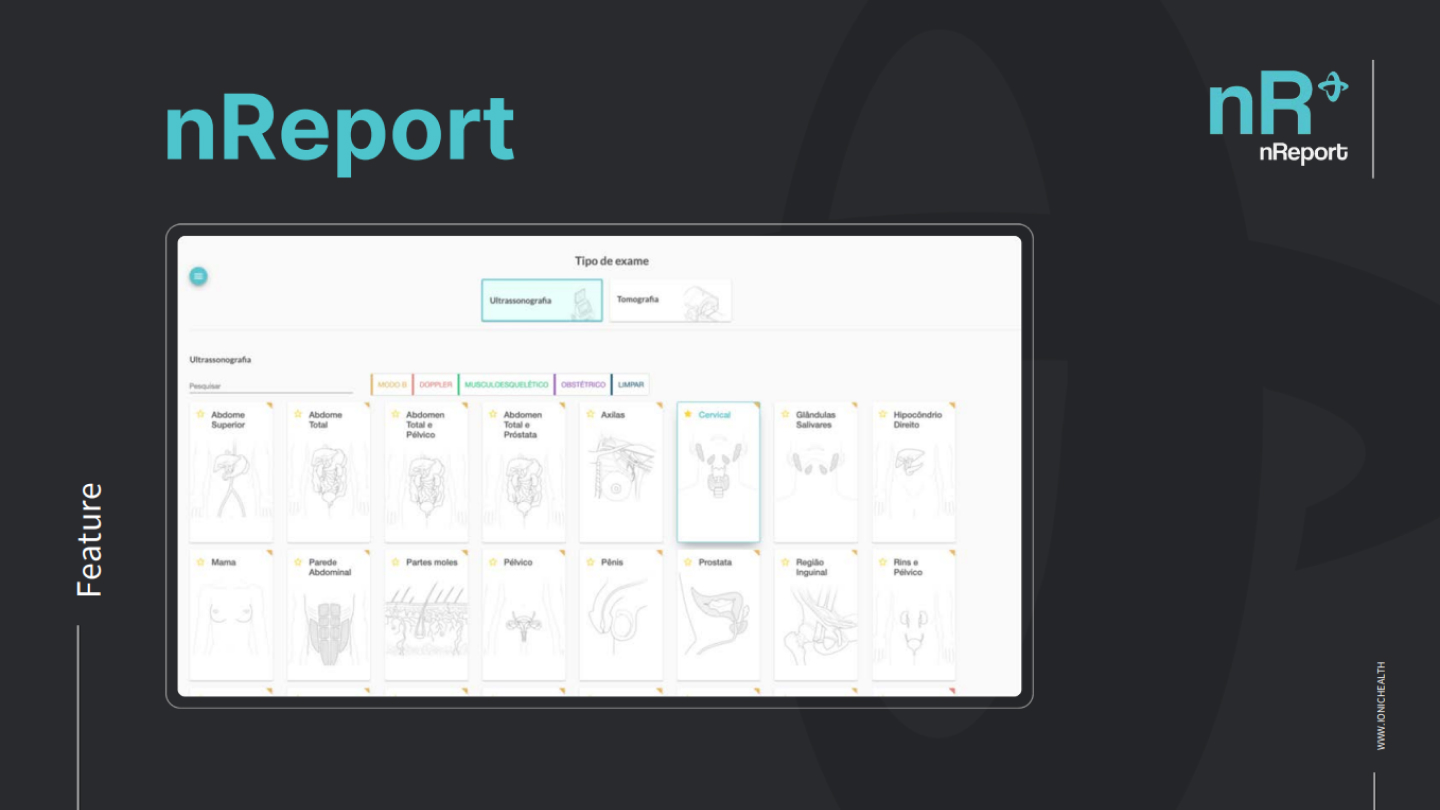 nReport
nR
nReport
Tipo de exame
Ultrassonografia
Tomografia
Ultrassonografia
Pesquisar
MODO B
DOPPLER
MUSCULOESQUELÉTICO
OBSTÉTRICO
LIMPAR
Abdome
Superior
Abdome
Total
Abdomen
Total e
Pélvico
Abdomen
Total e
Próstata
Axilas
Cervical
Glândulas
Salivares
Hipocôndrio
Direito
Mama
Parede
Abdominal
Partes moles
Pélvico
Pênis
Prostata
Região
Inguinal
Rins e
Pélvico
Feature
WWW.IONICHEALTH